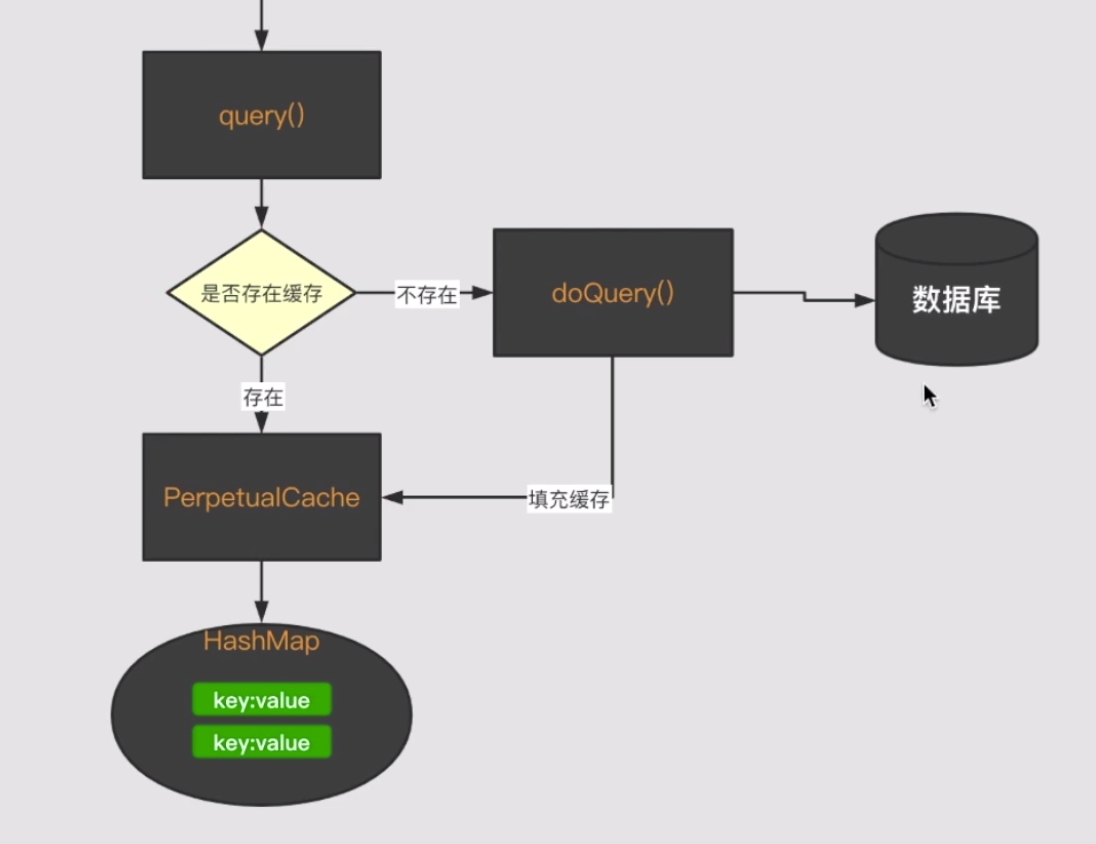 query()
是否存在缓存
不存在
doQuery()
数据库
存在
PerpetualCache
填充缓存
HashMap
key:value
key:value